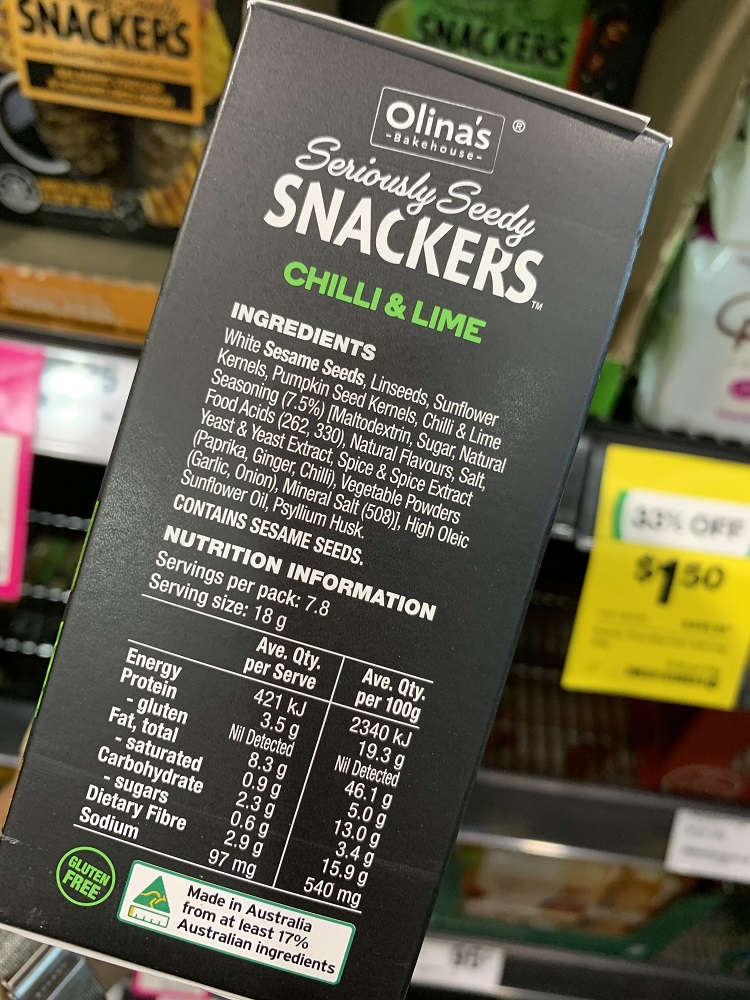 SNACKERS
SNACKERS
Olina's®
-Bakehouse-
Seriously Seedy
SNACKERS™
CHILLI & LIME
INGREDIENTS
White Sesame Seeds, Linseeds, Sunflower
Kernels, Pumpkin Seed Kernels, Chilli & Lime
Seasoning (7.5%) [Maltodextrin, Sugar, Natural
Food Acids (262, 330), Natural Flavours, Salt,
Yeast & Yeast Extract, Spice & Spice Extract
(Paprika, Ginger, Chilli), Vegetable Powders
(Garlic, Onion), Mineral Salt (508)], High Oleic
Sunflower Oil, Psyllium Husk.
CONTAINS SESAME SEEDS.
NUTRITION INFORMATION
Servings per pack: 7.8
Serving size: 18 g
Ave. Qty. per Serve Ave. Qty. per 100g
Energy 421 kJ 2340 kJ
Protein 3.5 g 19.3 g
- gluten Nil Detected Nil Detected
Fat, total 8.3 g 46.1 g
- saturated 0.9 g 5.0 g
Carbohydrate 2.3 g 13.0 g
- sugars 0.6 g 3.4 g
Dietary Fibre 2.9 g 15.9 g
Sodium 97 mg 540 mg
GLUTEN
FREE
Made in Australia
from at least 17%
Australian ingredients
33% OFF
$150